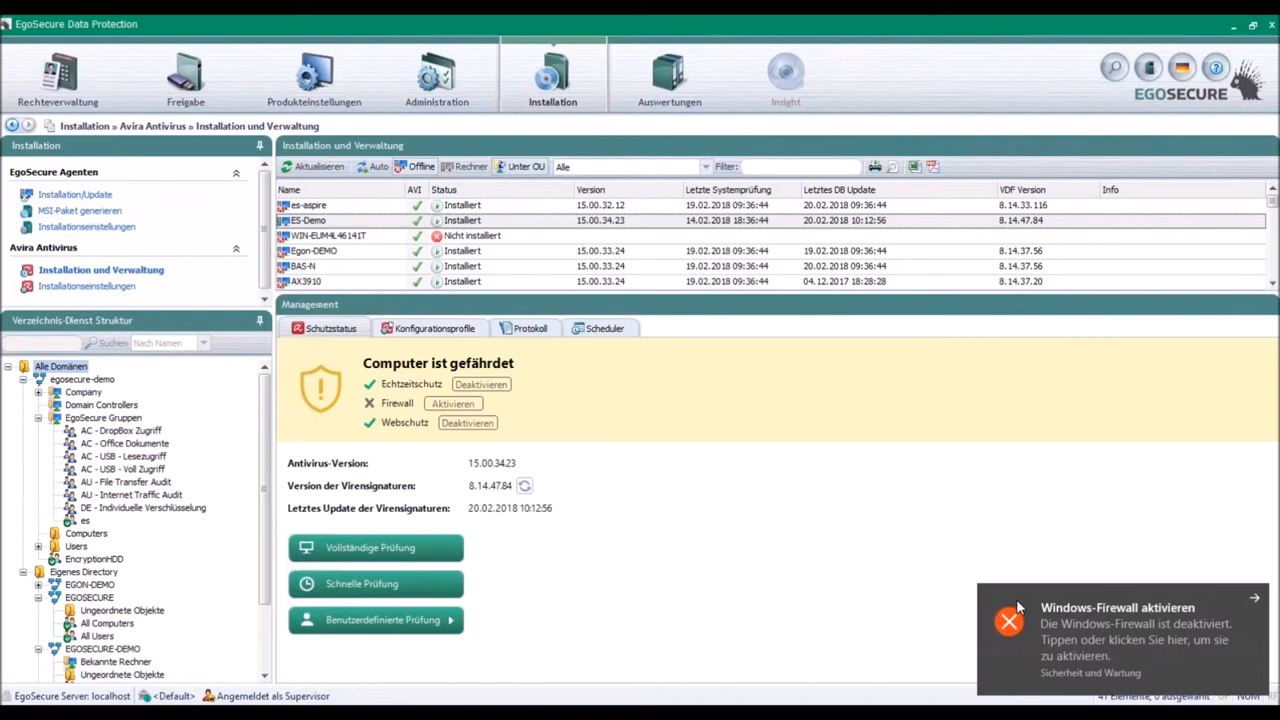 EgoSecure Data Protection
Rechteverwaltung Freigabe Produkteinstellungen Administration Installation Auswertungen Insight
EGOSECURE
Installation » Avira Antivirus » Installation und Verwaltung
Installation
EgoSecure Agenten
Installation/Update
MSI-Paket generieren
Installationseinstellungen
Avira Antivirus
Installation und Verwaltung
Installationseinstellungen
Verzeichnis-Dienst Struktur
Suchen Nach Namen
Alle Domänen
egosecure-demo
Company
Domain Controllers
EgoSecure Gruppen
AC - DropBox Zugriff
AC - Office Dokumente
AC - USB - Lesezugriff
AC - USB - Voll Zugriff
AU - File Transfer Audit
AU - Internet Traffic Audit
DE - Individuelle Verschlüsselung
es
Computers
Users
EncryptionHDD
Eigenes Directory
EGON-DEMO
EGOSECURE
Ungeordnete Objekte
All Computers
All Users
EGOSECURE-DEMO
Bekannte Rechner
Ungeordnete Objekte
Installation und Verwaltung
Aktualisieren Auto Offline Rechner Unter OU Alle Filter:
Name AVI Status Version Letzte Systemprüfung Letztes DB Update VDF Version Info
es-aspire Installiert 15.00.32.12 19.02.2018 09:36:44 20.02.2018 09:36:44 8.14.33.116
ES-Demo Installiert 15.00.34.23 14.02.2018 18:36:44 20.02.2018 10:12:56 8.14.47.84
WIN-EUM4L46141T Nicht installiert
Egon-DEMO Installiert 15.00.33.24 19.02.2018 09:36:44 19.02.2018 09:36:44 8.14.37.56
BAS-N Installiert 15.00.33.24 19.02.2018 09:36:44 20.02.2018 09:36:44 8.14.37.56
AX3910 Installiert 15.00.33.24 19.02.2018 09:36:44 04.12.2017 18:28:28 8.14.37.20
Management
Schutzstatus Konfigurationsprofile Protokoll Scheduler
Computer ist gefährdet
Echtzeitschutz Deaktivieren
Firewall Aktivieren
Webschutz Deaktivieren
Antivirus-Version: 15.00.34.23
Version der Virensignaturen: 8.14.47.84
Letztes Update der Virensignaturen: 20.02.2018 10:12:56
Vollständige Prüfung
Schnelle Prüfung
Benutzerdefinierte Prüfung
Windows-Firewall aktivieren
Die Windows-Firewall ist deaktiviert.
Tippen oder klicken Sie hier, um sie
zu aktivieren.
Sicherheit und Wartung
EgoSecure Server: localhost <Default> Angemeldet als Supervisor 41 Elemente, 0 ausgewählt NUM